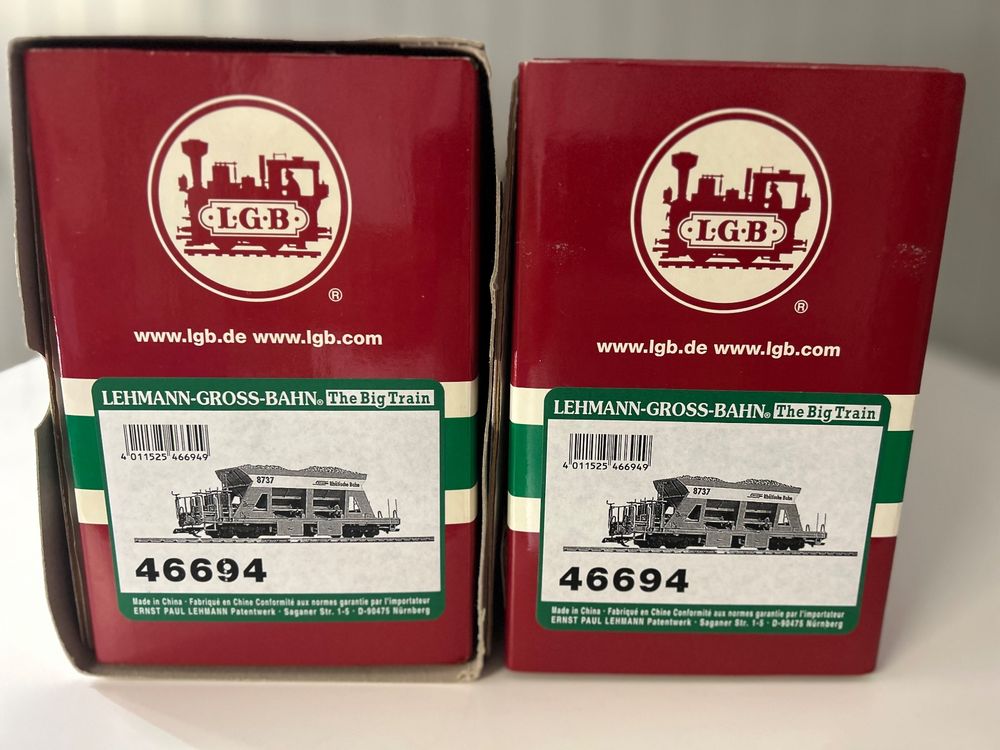 L·G·B
®
www.lgb.de www.lgb.com
LEHMANN-GROSS-BAHN® The Big Train
4 011525 466949
8737
Rhätische Bahn
46694
Made in China · Fabriqué en Chine Conformité aux normes garantie par l'importateur
ERNST PAUL LEHMANN Patentwerk · Saganer Str. 1-5 · D-90475 Nürnberg
L·G·B
®
www.lgb.de www.lgb.com
LEHMANN-GROSS-BAHN® The Big Train
4 011525 466949
8737
Rhätische Bahn
46694
Made in China · Fabriqué en Chine Conformité aux normes garantie par l'importateur
ERNST PAUL LEHMANN Patentwerk · Saganer Str. 1-5 · D-90475 Nürnberg